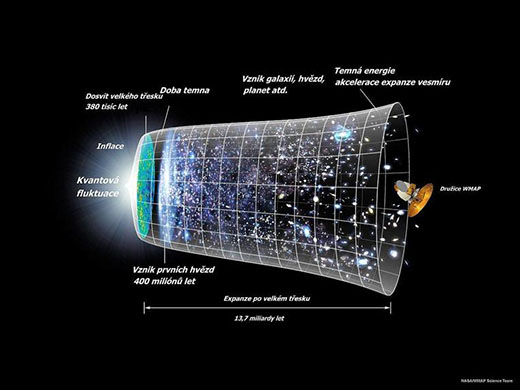 Temná energie
akcelerace expanze vesmíru
Vznik galaxií, hvězd,
planet atd.
Doba temna
Dosvit velkého třesku
380 tisíc let
Inflace
Kvantová
fluktuace
Družice WMAP
Vznik prvních hvězd
400 miliónů let
Expanze po velkém třesku
13,7 miliardy let
NASA/WMAP Science Team